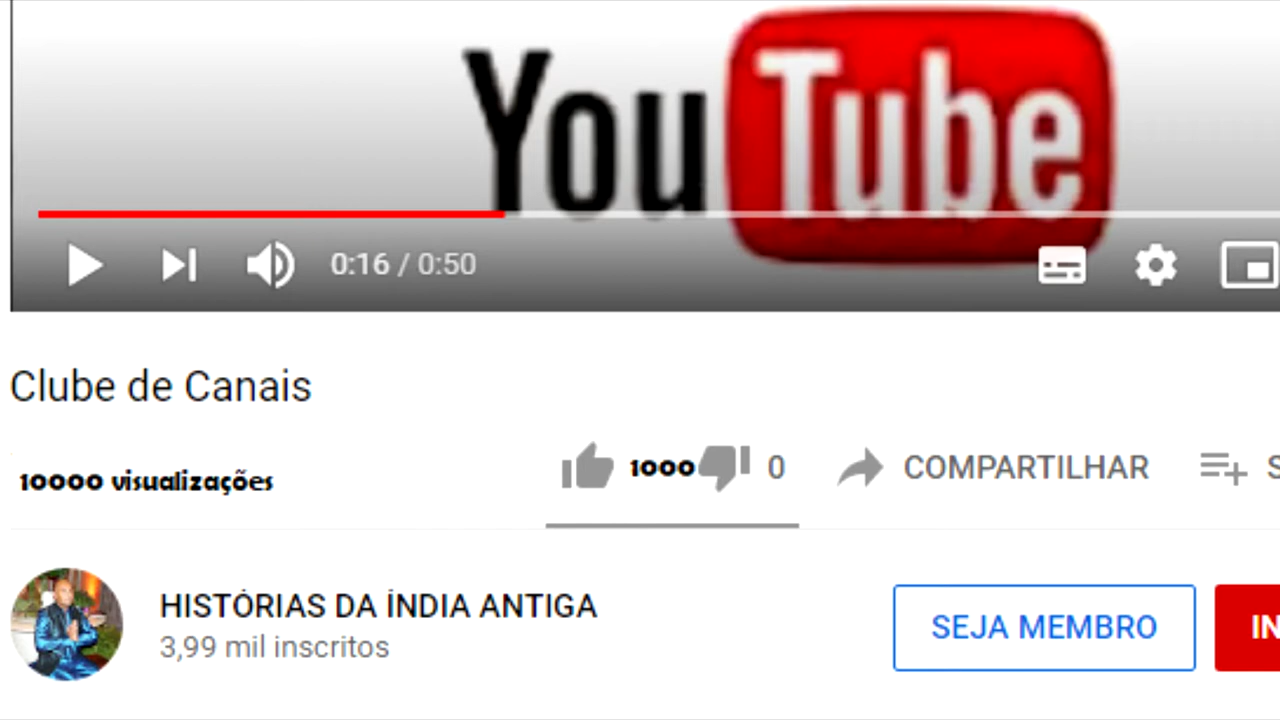 YouTube
0:16 / 0:50
Clube de Canais
10000 visualizações
1000 0 COMPARTILHAR S
HISTÓRIAS DA ÍNDIA ANTIGA
3,99 mil inscritos
SEJA MEMBRO IN